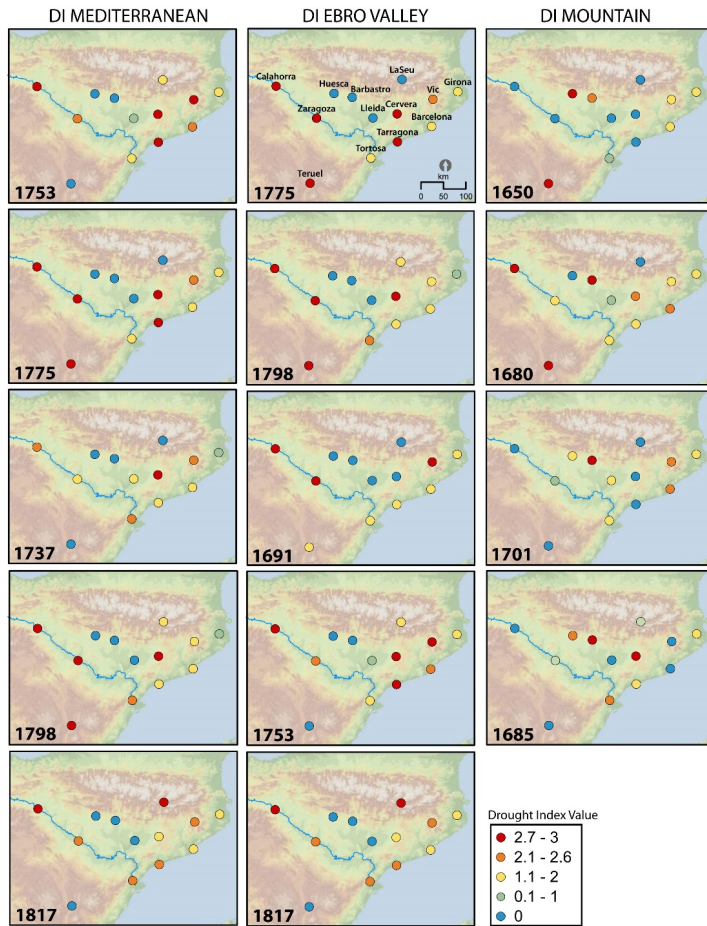 DI MEDITERRANEAN DI EBRO VALLEY DI MOUNTAIN
LaSeu
Calahorra Huesca Barbastro Vic Girona
Zaragoza Lleida Cervera Barcelona
Tarragona
Tortosa
Teruel
km
0 50 100
1753 1775 1650
1775 1798 1680
1737 1691 1701
1798 1753 1685
1817 1817
Drought Index Value
2.7 - 3
2.1 - 2.6
1.1 - 2
0.1 - 1
0